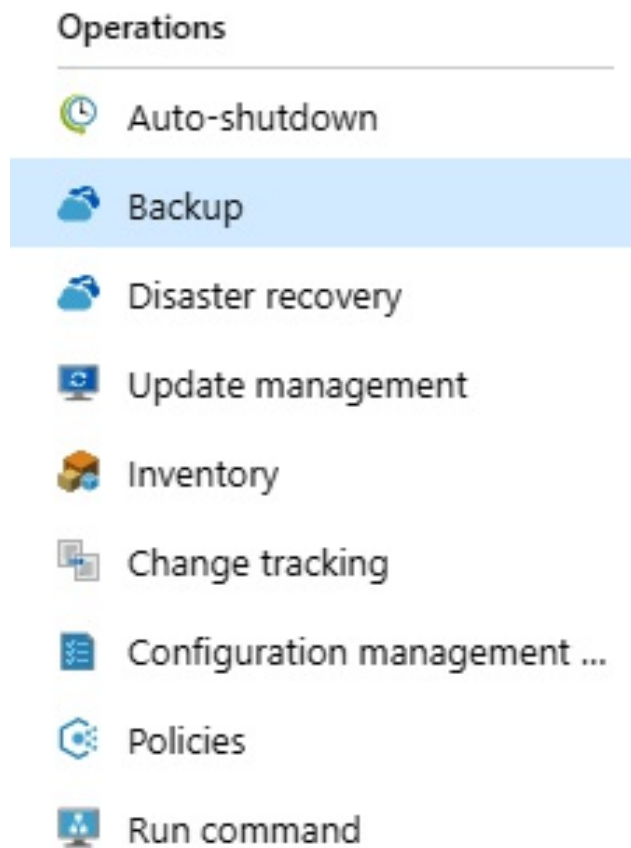 Operations
Auto-shutdown
Backup
Disaster recovery
Update management
Inventory
Change tracking
Configuration management ...
Policies
Run command